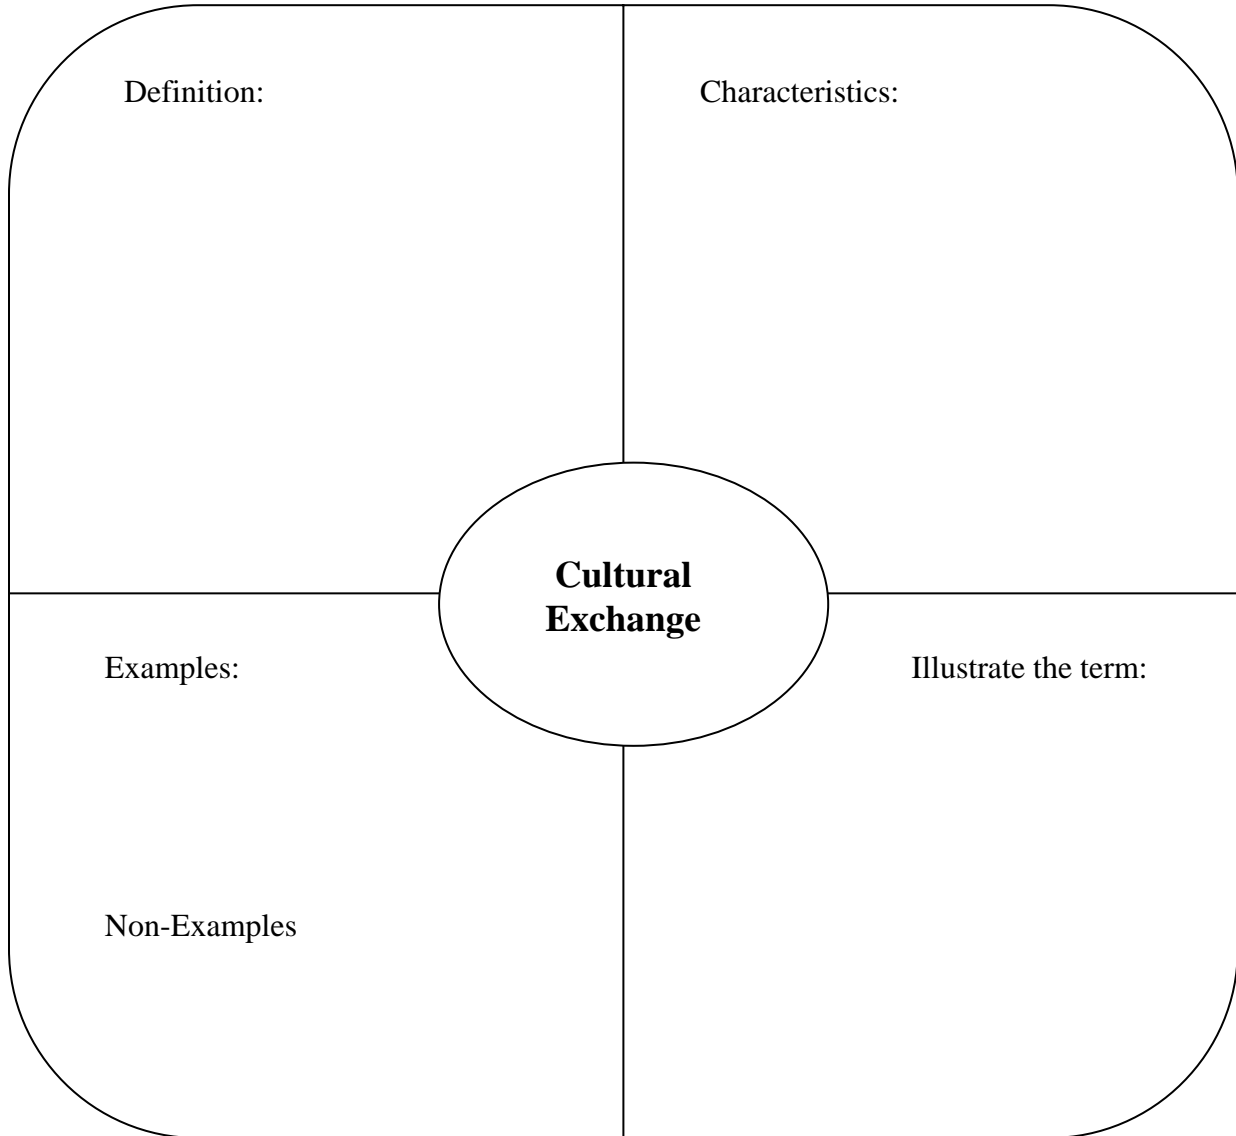 Definition:
Characteristics:
Cultural
Exchange
Examples:
Illustrate the term:
Non-Examples